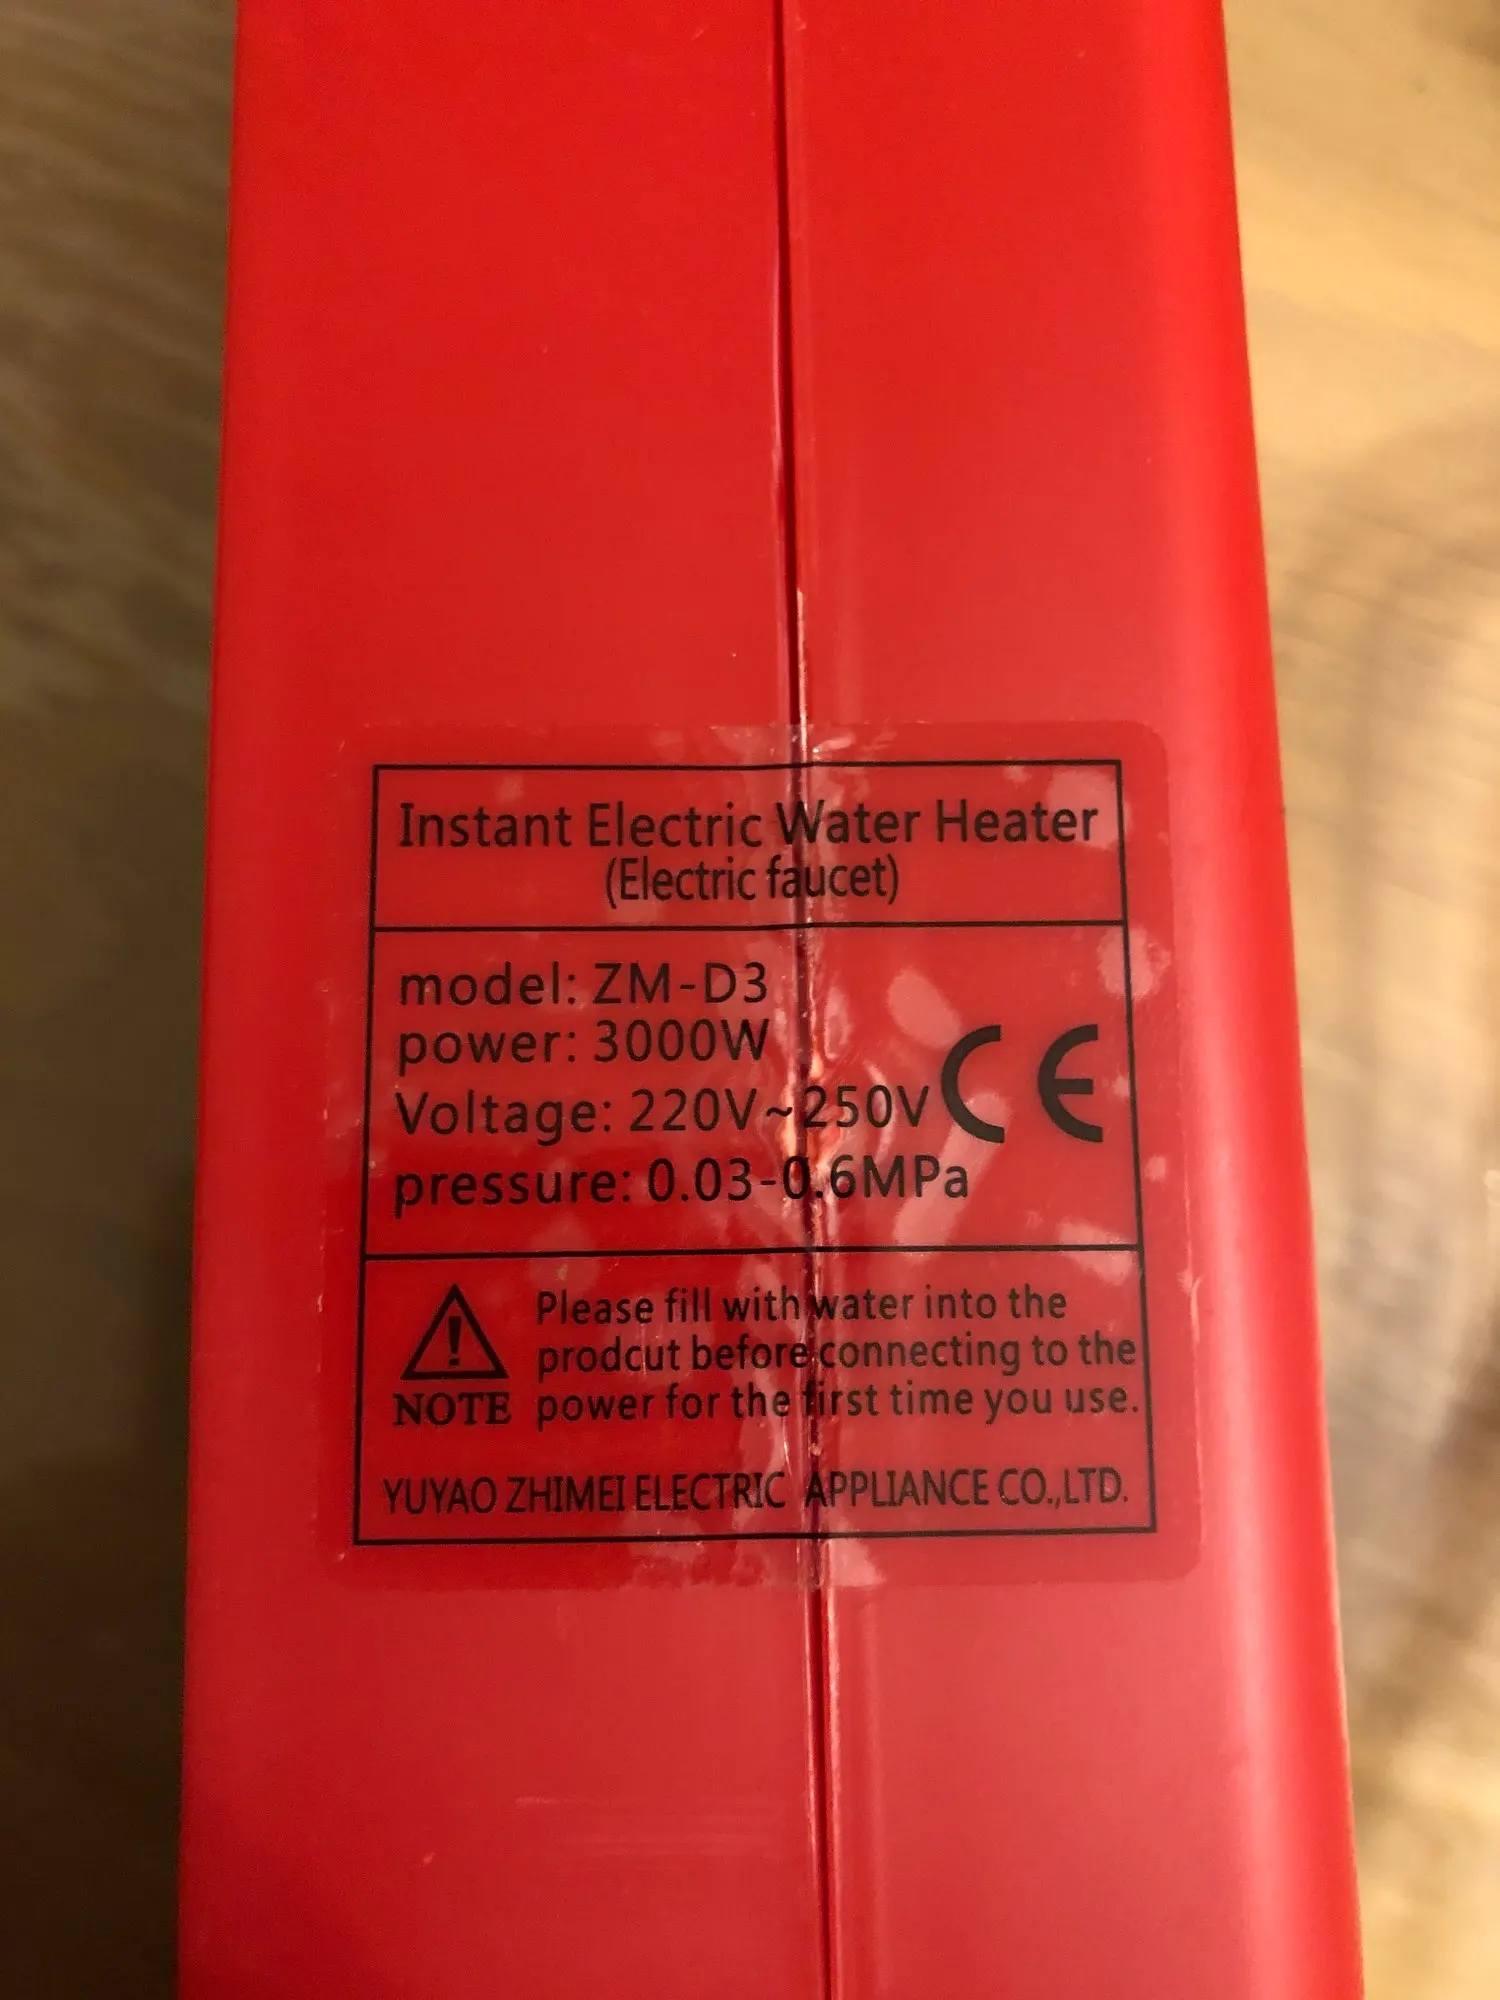 Instant Electric Water Heater
(Electric faucet)
model: ZM-D3
power: 3000W
Voltage: 220V~250V
pressure: 0.03-0.6MPa
CE
Please fill with water into the
prodcut before connecting to the
power for the first time you use.
NOTE
YUYAO ZHIMEI ELECTRIC APPLIANCE CO.,LTD.